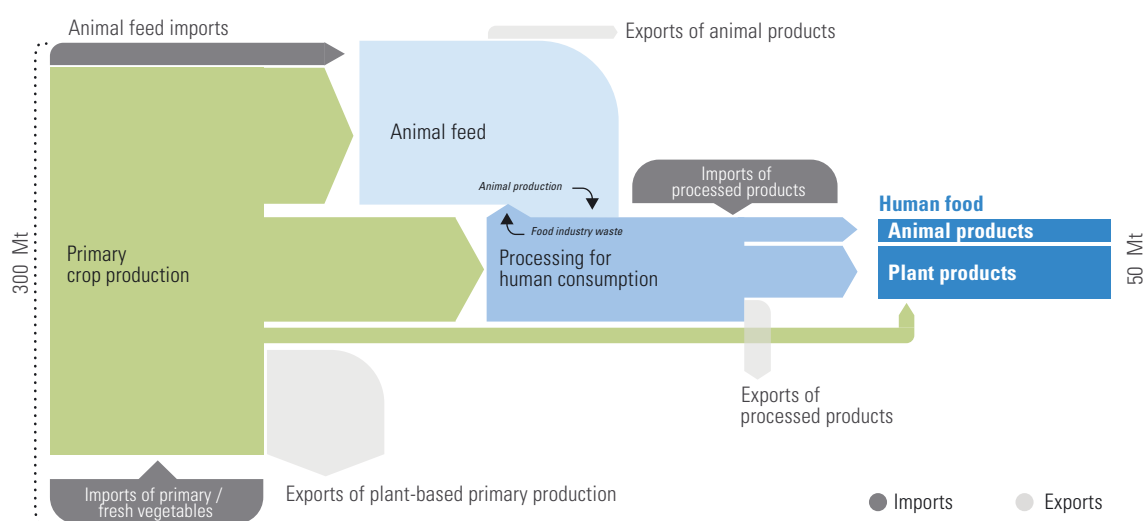 Animal feed imports
Exports of animal products
Animal feed
Animal production
Imports of
processed products
Human food
Animal products
Food industry waste
300 Mt
Primary
crop production
Processing for
human consumption
Plant products
50 Mt
Exports of
processed products
Imports of primary /
fresh vegetables
Exports of plant-based primary production
Imports
Exports